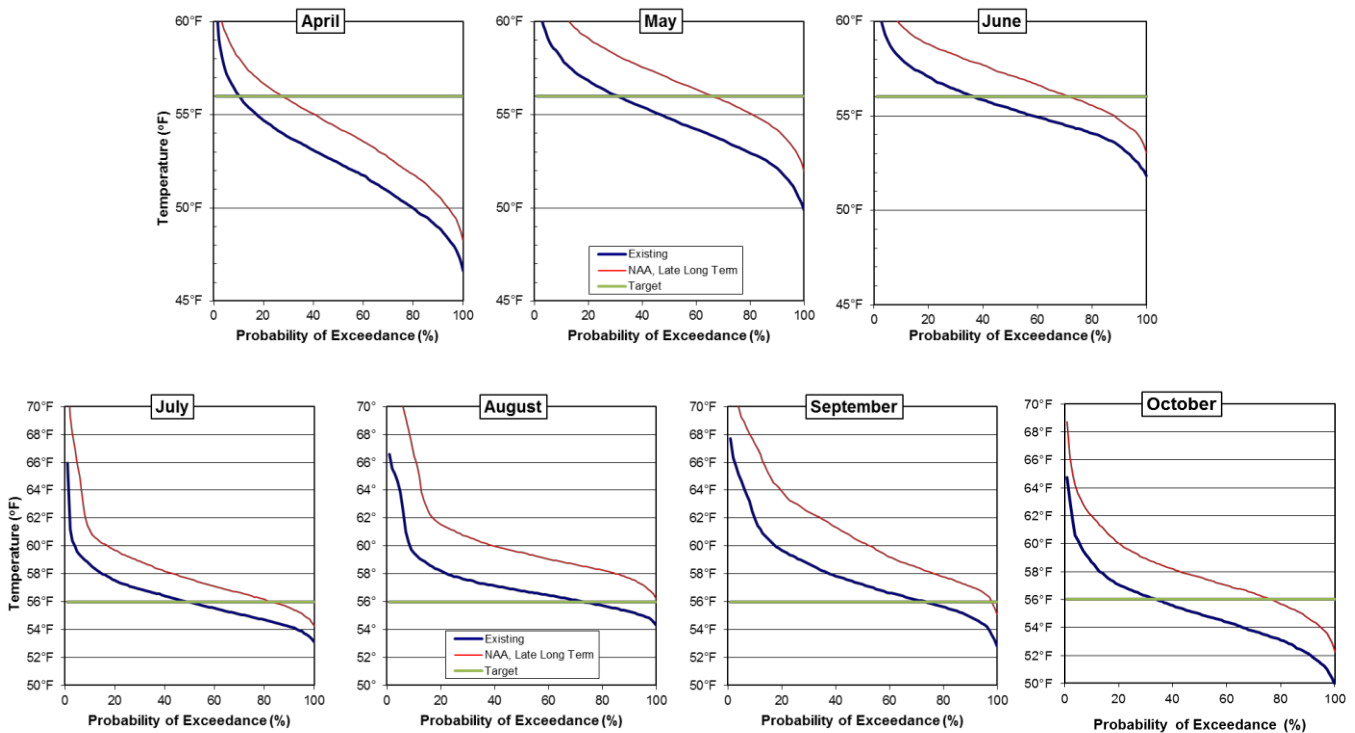 April
60°F
55°F
50°F
45°F
Temperature (°F)
0 20 40 60 80 100
Probability of Exceedance (%)
May
60°F
55°F
50°F
45°F
Existing
NAA, Late Long Term
Target
0 20 40 60 80 100
Probability of Exceedance (%)
June
60°F
55°F
50°F
45°F
0 20 40 60 80 100
Probability of Exceedance (%)
July
70°F
68°F
66°F
64°F
62°F
60°F
58°F
56°F
54°F
52°F
50°F
Temperature (°F)
0 20 40 60 80 100
Probability of Exceedance (%)
August
70°
68°
66°
64°
62°
60°
58°
56°
54°
52°
50°
Existing
NAA, Late Long Term
Target
0 20 40 60 80 100
Probability of Exceedance (%)
September
70°F
68°F
66°F
64°F
62°F
60°F
58°F
56°F
54°F
52°F
50°F
0 20 40 60 80 100
Probability of Exceedance (%)
October
70°F
68°F
66°F
64°F
62°F
60°F
58°F
56°F
54°F
52°F
50°F
0 20 40 60 80 100
Probability of Exceedance (%)